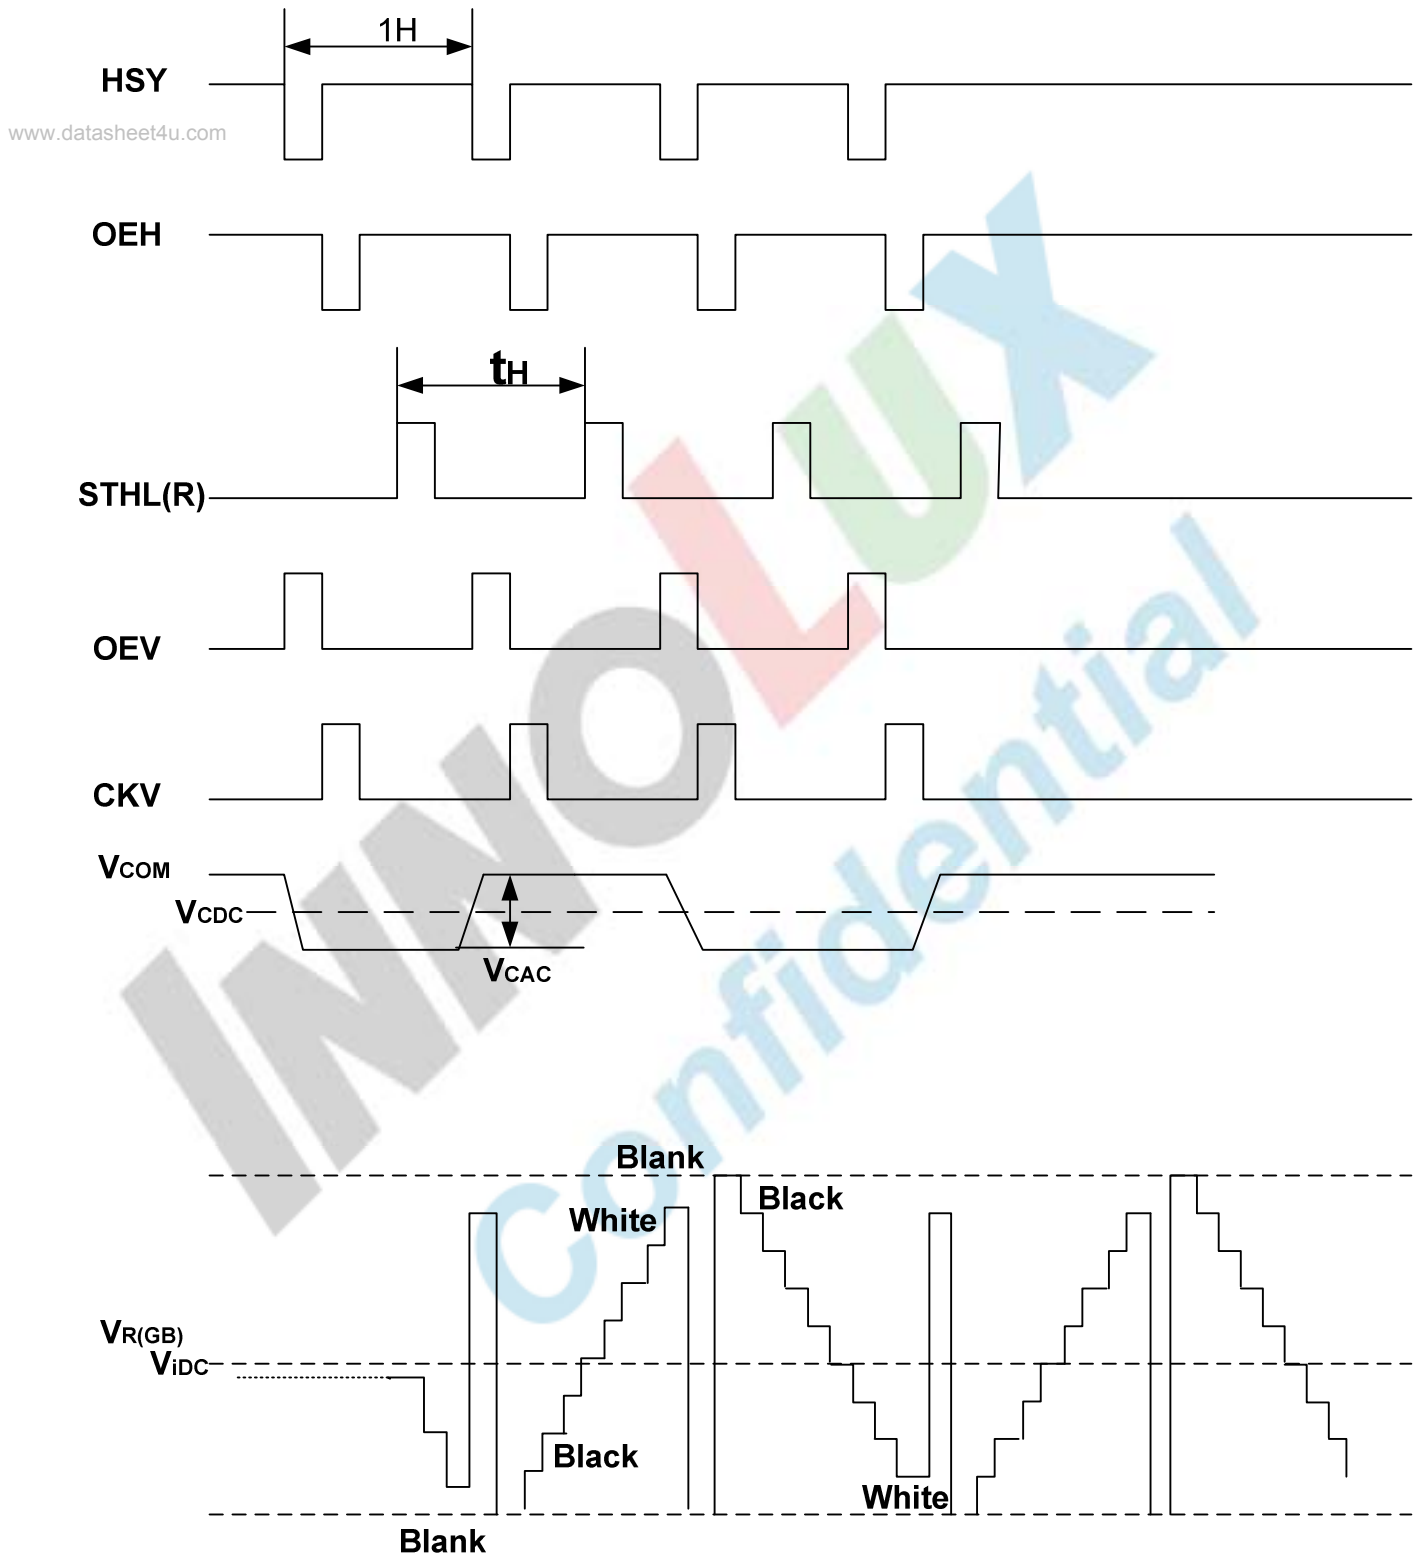 1H
HSY
www.datasheet4u.com
OEH
tH
STHL(R)
OEV
CKV
VCOM
VCDC
VCAC
Blank
Black
White
VR(GB)
ViDC
Black
White
Blank
INNOLUX
Confidential